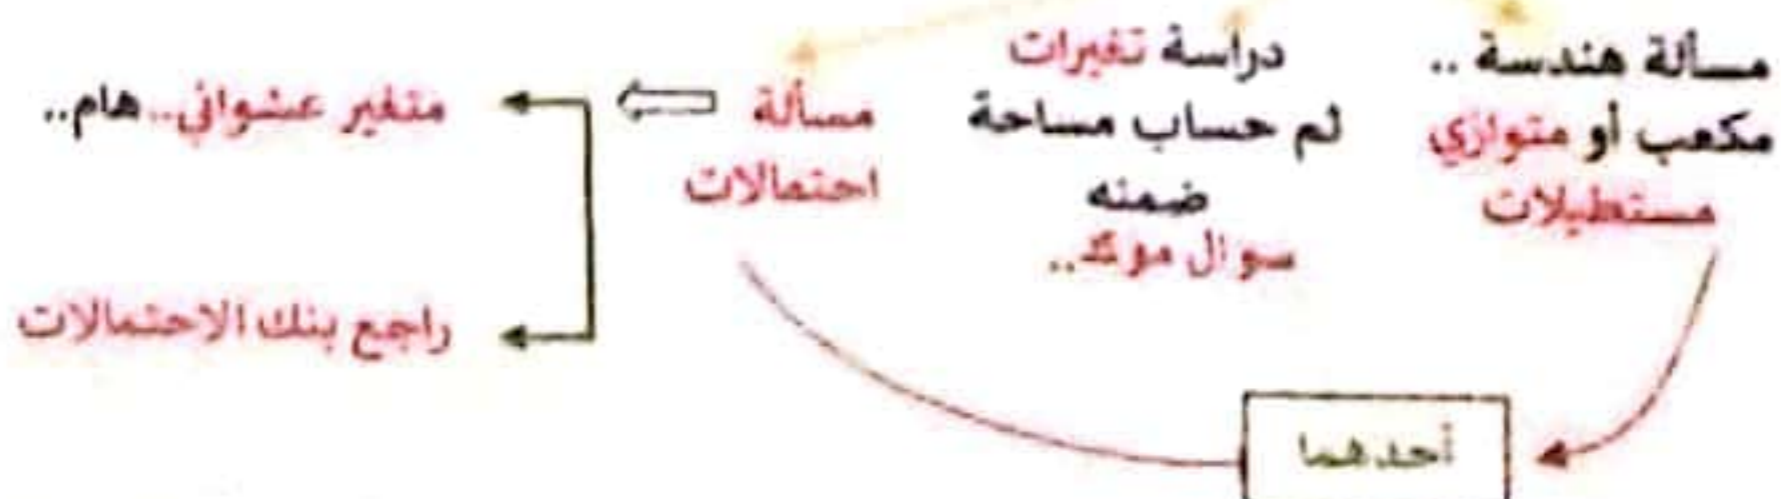 مسألة هندسة ..
مكعب أو متوازي
مستطيلات
دراسة تغيرات
ثم حساب مساحة
ضمنه
سؤال مؤكد..
مسألة
احتمالات
متغير عشوائي.. هام..
راجع بنك الاحتمالات
أحدهما